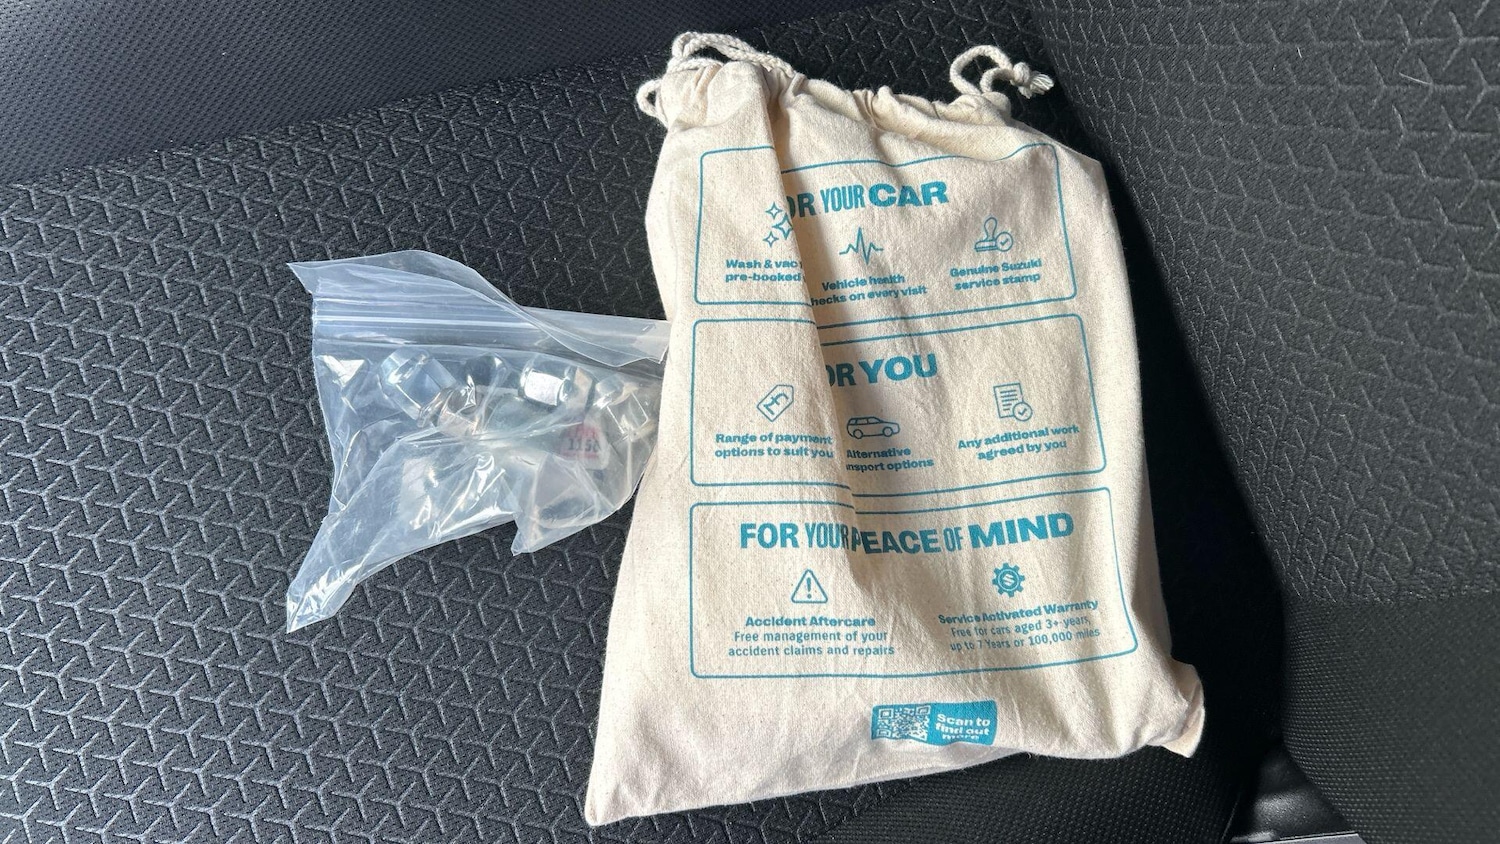 OR YOUR CAR
Wash & vac
pre-booked
Vehicle health
hecks on every visit
Genuine Suzuki
service stamp
OR YOU
Range of payment
options to suit you
Alternative
nsport options
Any additional work
agreed by you
FOR YOUR PEACE OF MIND
Accident Aftercare
Free management of your
accident claims and repairs
Service Activated Warranty
Free for cars aged 3+ years,
up to 7 Years or 100,000 miles
Scan to
find out
more